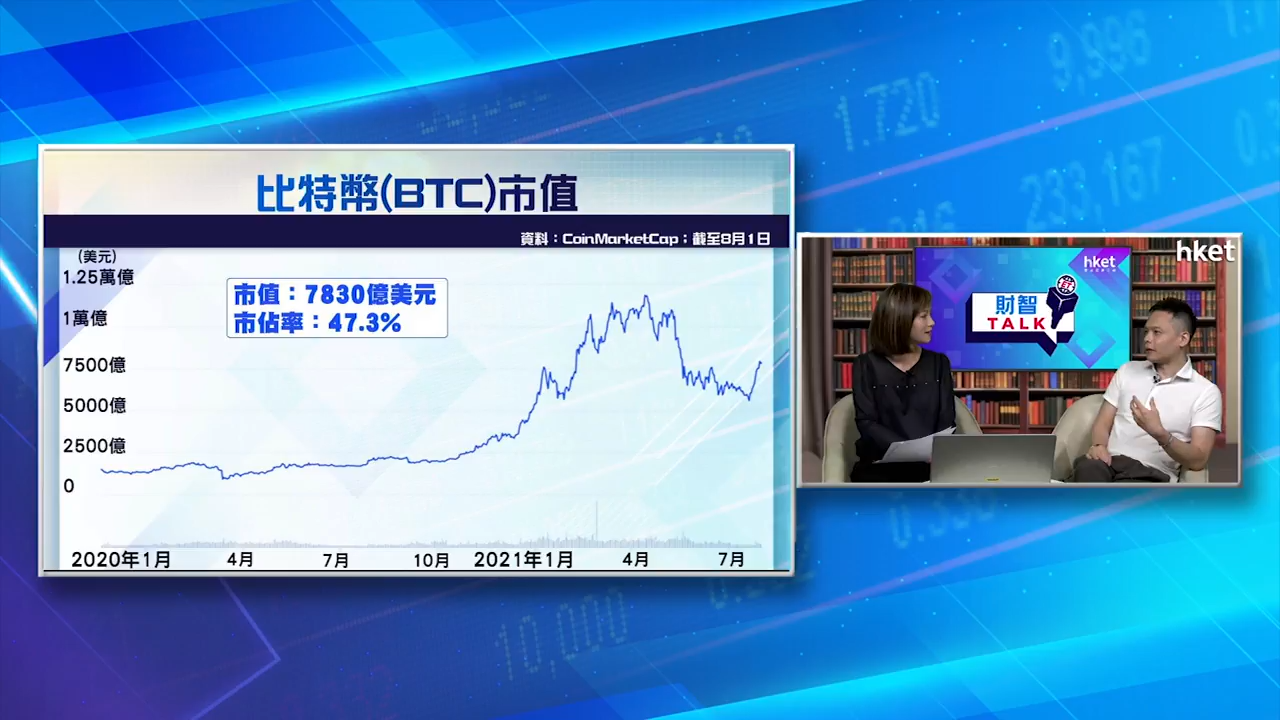 比特幣(BTC)市值
資料：CoinMarketCap；截至8月1日
(美元)
1.25萬億
1萬億
7500億
5000億
2500億
0
市值：7830億美元
市佔率：47.3%
2020年1月 4月 7月 10月 2021年1月 4月 7月
hket
hket
財智
TALK
9,996
1.720
233,167
10,000